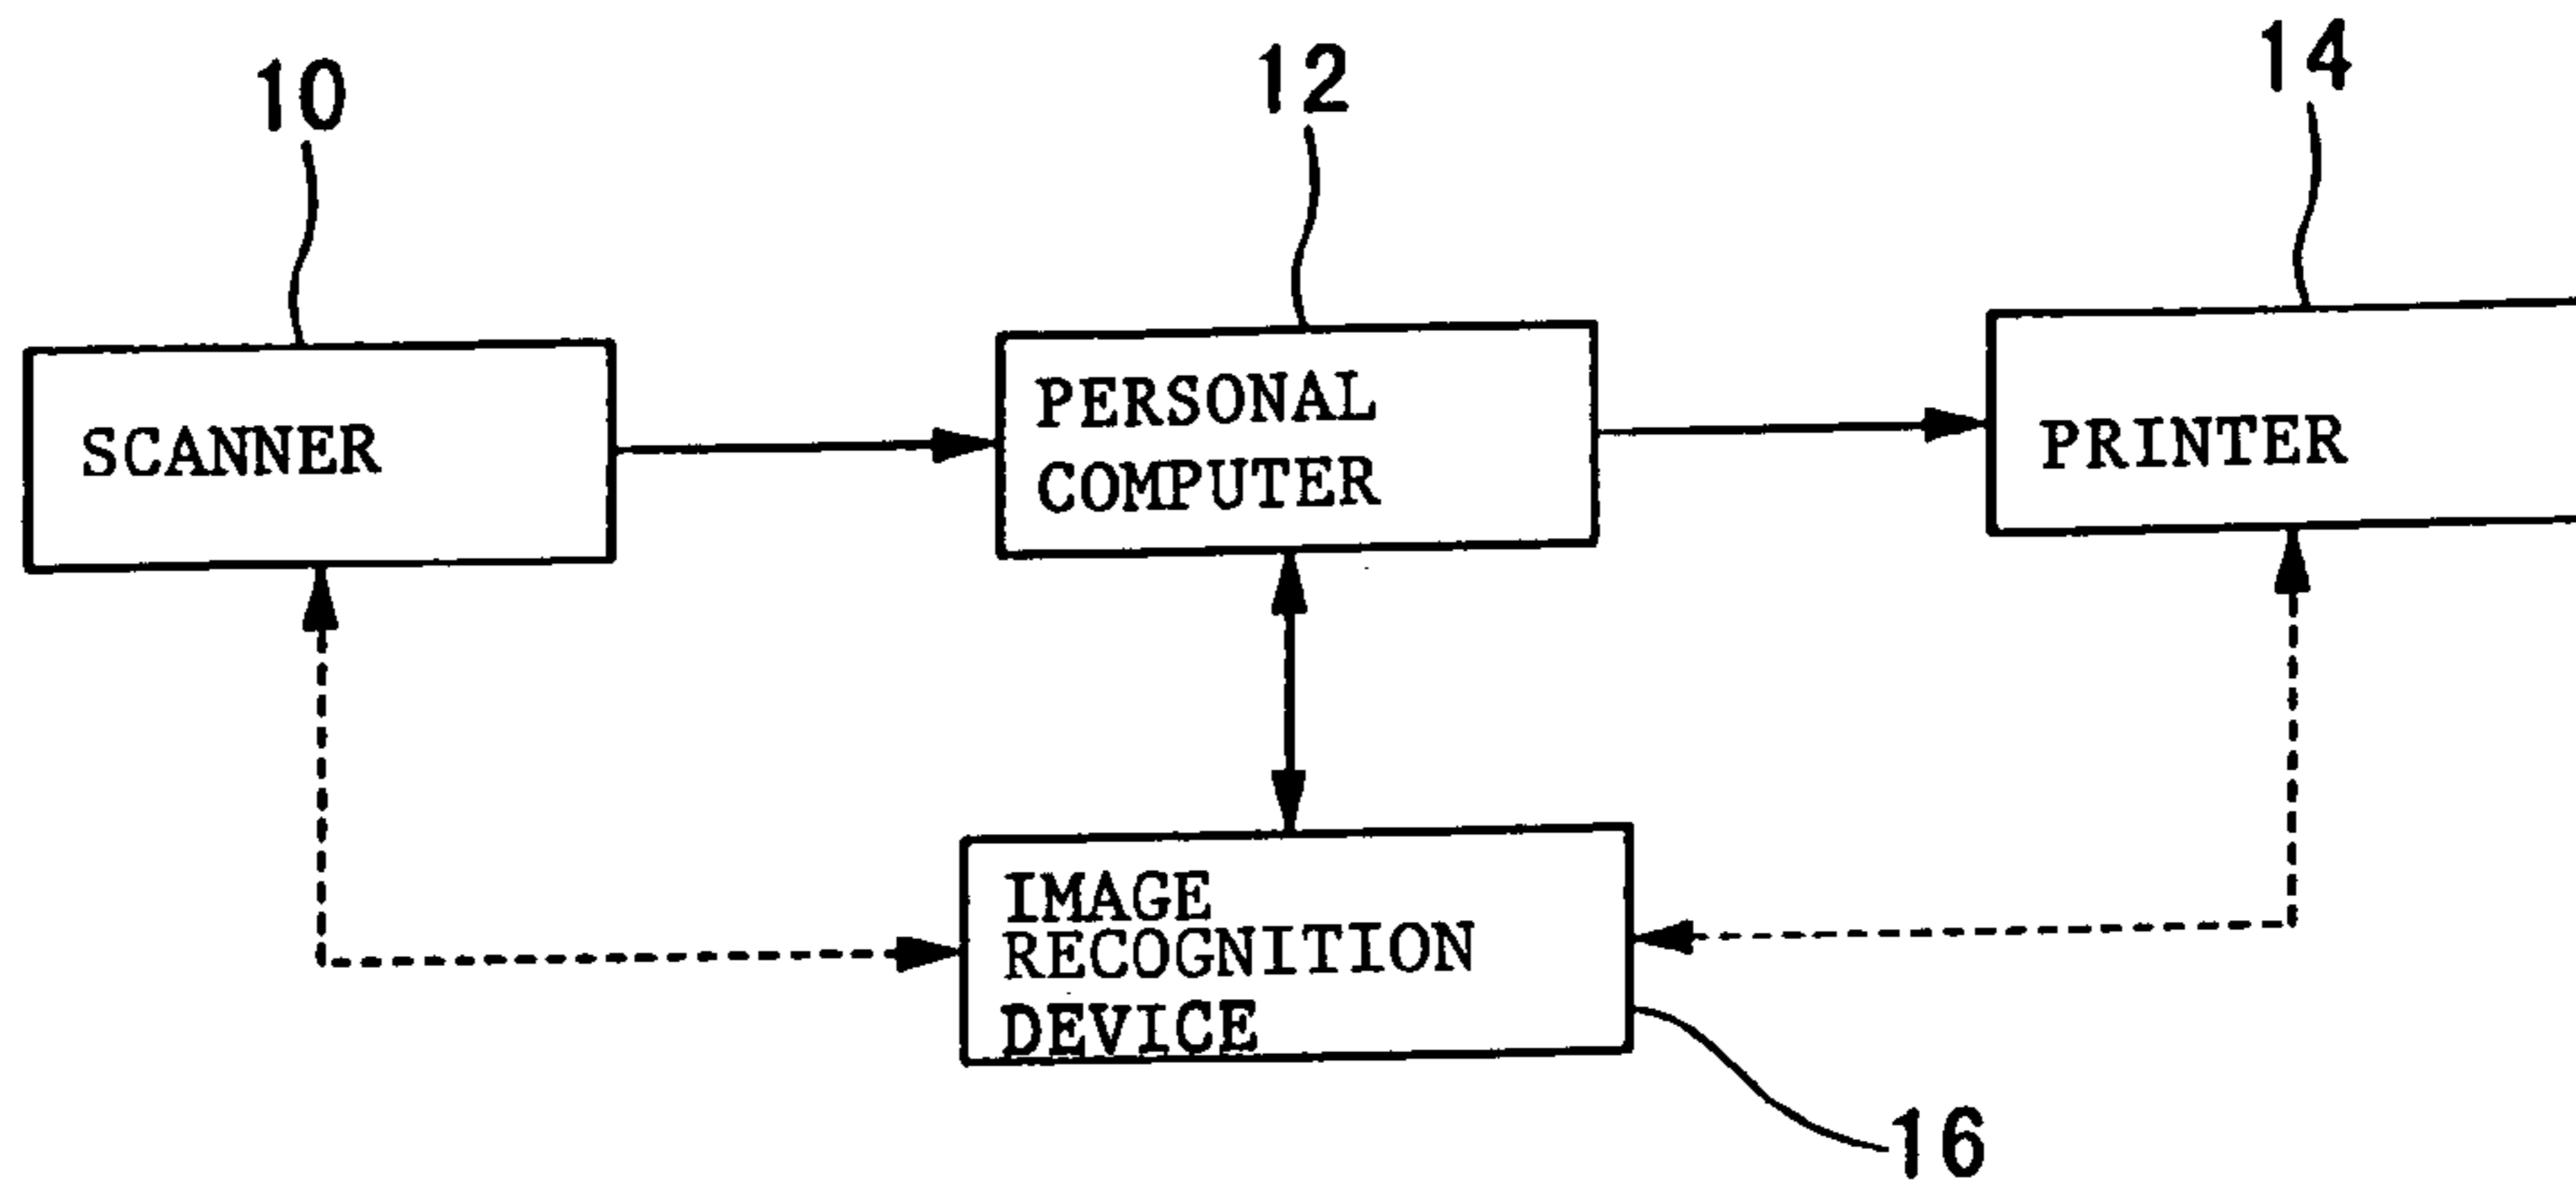 10
12
14
SCANNER
PERSONAL
COMPUTER
PRINTER
IMAGE
RECOGNITION
DEVICE
16